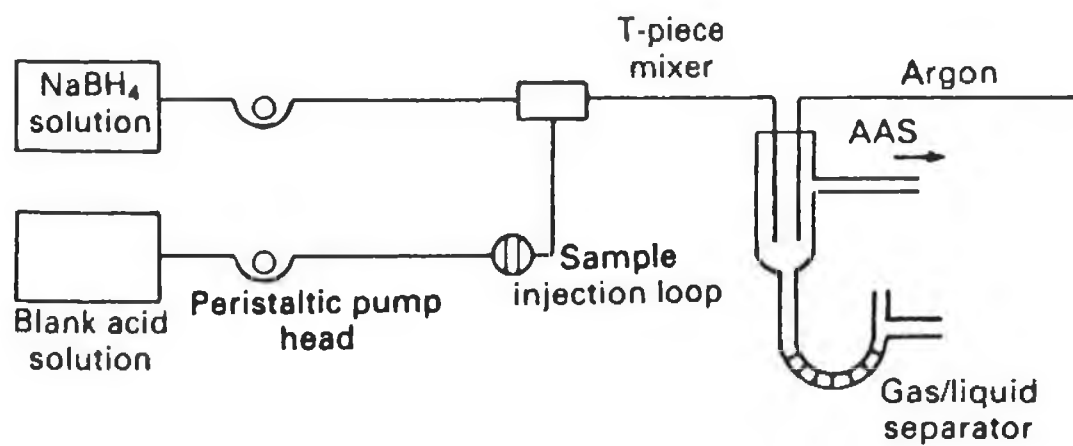 T-piece
mixer
NaBH₄
solution
Argon
AAS
Sample
injection loop
Peristaltic pump
head
Blank acid
solution
Gas/liquid
separator